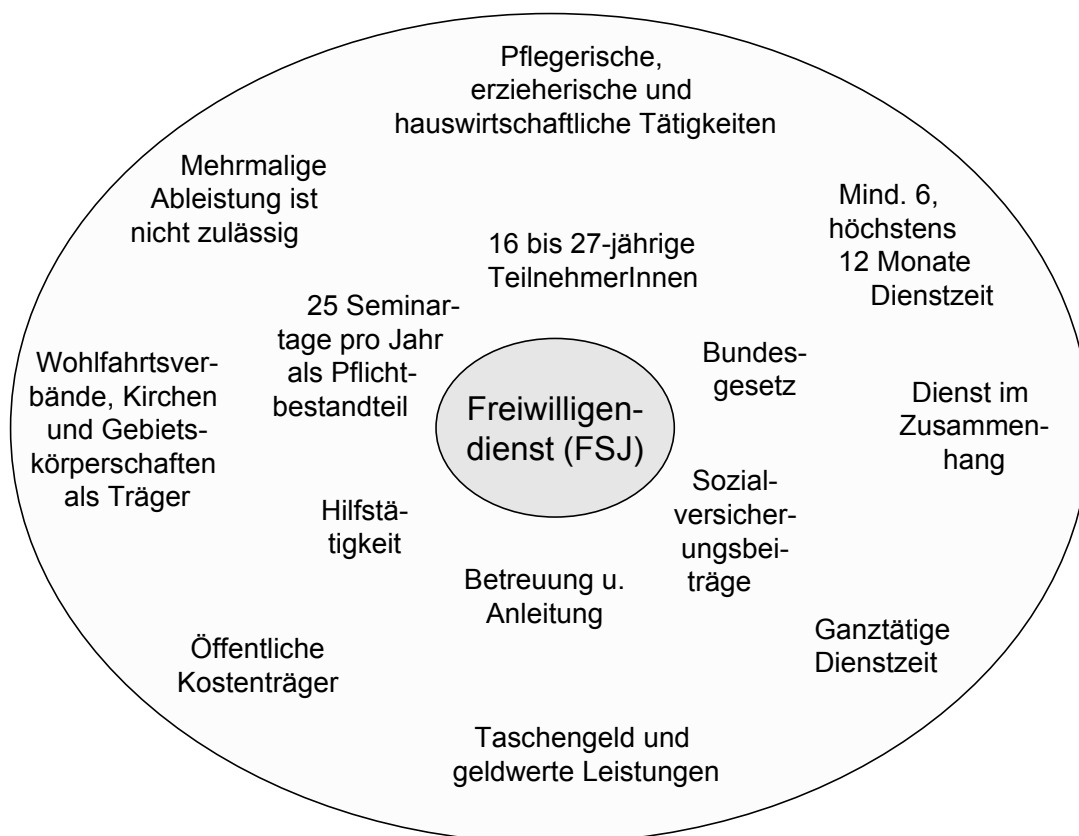 Pflegerische,
erzieherische und
hauswirtschaftliche Tätigkeiten
Mehrmalige
Ableistung ist
nicht zulässig
Mind. 6,
höchstens
12 Monate
Dienstzeit
16 bis 27-jährige
TeilnehmerInnen
25 Seminar-
tage pro Jahr
als Pflicht-
bestandteil
Bundes-
gesetz
Wohlfahrtsver-
bände, Kirchen
und Gebiets-
körperschaften
als Träger
Freiwilligen-
dienst (FSJ)
Dienst im
Zusammen-
hang
Hilfstä-
tigkeit
Sozial-
versicher-
ungsbei-
träge
Betreuung u.
Anleitung
Öffentliche
Kostenträger
Ganztätige
Dienstzeit
Taschengeld und
geldwerte Leistungen